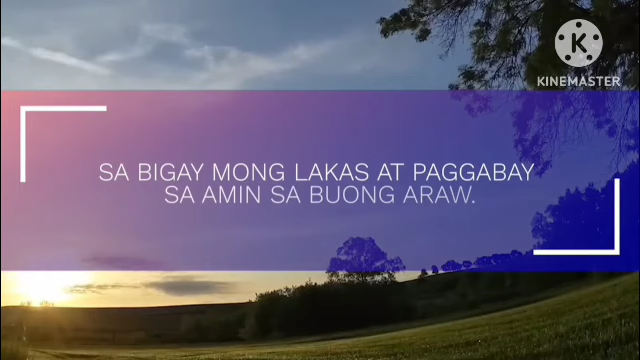 KINEMASTER
SA BIGAY MONG LAKAS AT PAGGABAY
SA AMIN SA BUONG ARAW.